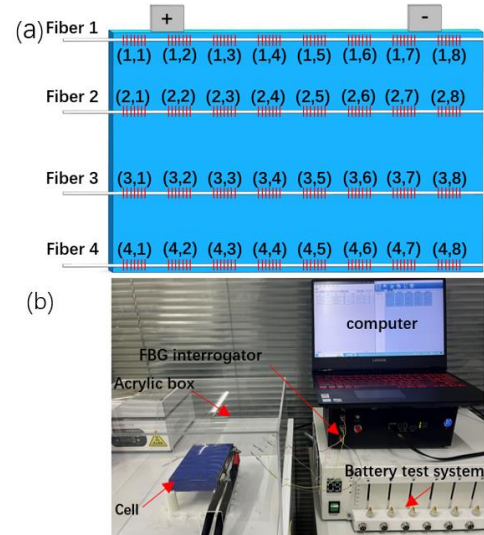 (a)
+ -
Fiber 1
(1,1) (1,2) (1,3) (1,4) (1,5) (1,6) (1,7) (1,8)
Fiber 2
(2,1) (2,2) (2,3) (2,4) (2,5) (2,6) (2,7) (2,8)
Fiber 3
(3,1) (3,2) (3,3) (3,4) (3,5) (3,6) (3,7) (3,8)
Fiber 4
(4,1) (4,2) (4,3) (4,4) (4,5) (4,6) (4,7) (4,8)
(b)
computer
FBG interrogator
Acrylic box
Battery test system
Cell